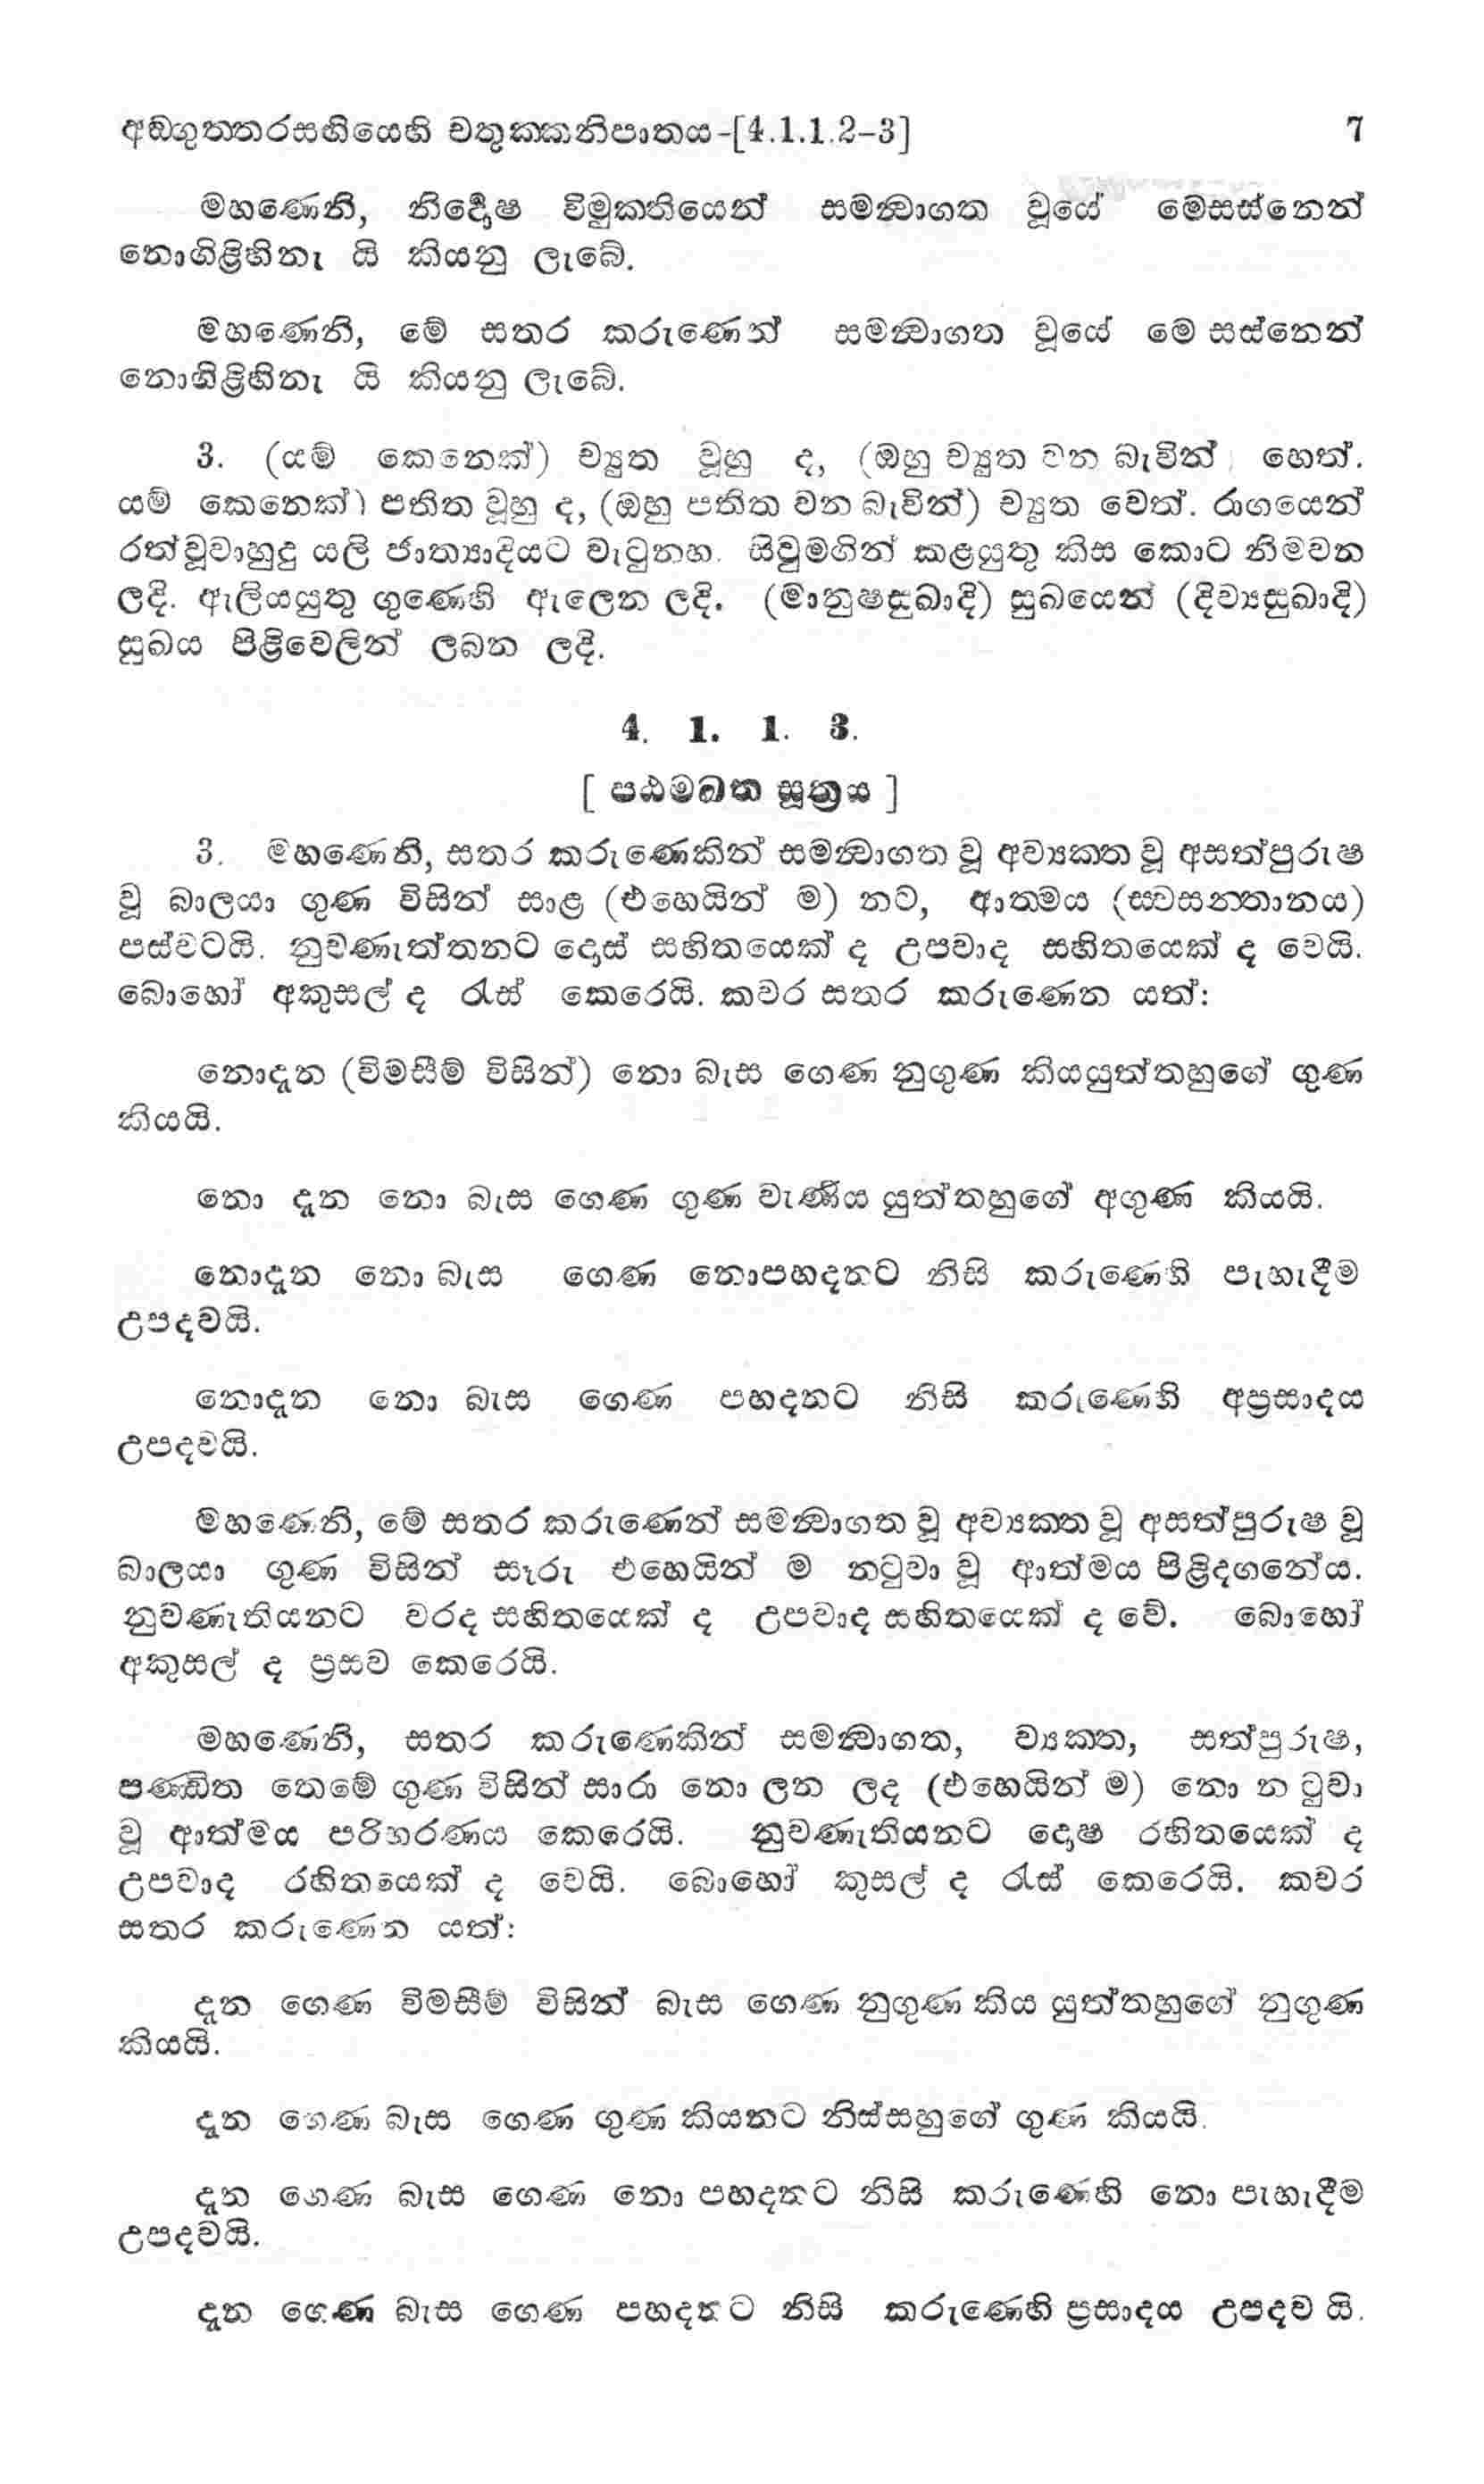 අඞගුත්තරසඟියෙහි චතුක්කනිපාතය-[4.1.1.2-3] 7
මහණෙනි, නිර්‍දෝෂ විමුක්තියෙන් සමන්‍වාගත වූයේ මෙසස්නෙන්
නොගිළිහිනැ යි කියනු ලැබේ.
මහණෙනි, මේ සතර කරුණෙන් සමන්‍වාගත වූයේ මෙ සස්නෙන්
නොගිළිහිනැ යි කියනු ලැබේ.
3. (යම් කෙනෙක්) ච්‍යුත වූහු ද, (ඔහු ච්‍යුත වන බැවින්) හෙත්.
යම් කෙනෙක්) පතිත වූහු ද, (ඔහු පතිත වන බැවින්) ච්‍යුත වෙත්. රාගයෙන්
රත්වූවාහුදු යලි ජාත්‍යාදියට වැටුනහ. සිවුමගින් කළයුතු කිස කොට නිමවන
ලදි. ඇලියයුතු ගුණෙහි ඇලෙන ලදි. (මානුෂසුඛාදි) සුඛයෙන් (දිව්‍යසුඛාදි)
සුඛය පිළිවෙලින් ලබන ලදි.
4. 1. 1. 3.
[ පඨමඛත සූත්‍රය ]
3. මහණෙනි, සතර කරුණෙකින් සමන්‍වාගත වූ අව්‍යක්ත වූ අසත්පුරුෂ
වූ බාලයා ගුණ විසින් සාළ (එහෙයින් ම) නට, ආත්මය (ස්වසන්තානය)
පස්වටයි. නුවණැත්තනට දොස් සහිතයෙක් ද උපවාද සහිතයෙක් ද වෙයි.
බොහෝ අකුසල් ද රැස් කෙරෙයි. කවර සතර කරුණෙන යත්:
නොදැන (විමසීම් විසින්) නො බැස ගෙණ නුගුණ කියයුත්තහුගේ ගුණ
කියයි.
නො දැන නො බැස ගෙණ ගුණ වැණිය යුත්තහුගේ අගුණ කියයි.
නොදැන නො බැස ගෙණ නොපහදනට නිසි කරුණෙහි පැහැදීම
උපදවයි.
නොදැන නො බැස ගෙණ පහදනට නිසි කරුණෙහි අප්‍රසාදය
උපදවයි.
මහණෙනි, මේ සතර කරුණෙන් සමන්‍වාගත වූ අව්‍යක්ත වූ අසත්පුරුෂ වූ
බාලයා ගුණ විසින් සැරු එහෙයින් ම නටුවා වූ ආත්මය පිළිදගනේය.
නුවණැතියනට වරද සහිතයෙක් ද උපවාද සහිතයෙක් ද වේ. බොහෝ
අකුසල් ද ප්‍රසව කෙරෙයි.
මහණෙනි, සතර කරුණෙකින් සමන්‍වාගත, ව්‍යක්ත, සත්පුරුෂ,
පණ්ඩිත තෙමේ ගුණ විසින් සාරා නො ලන ලද (එහෙයින් ම) නො න ටුවා
වූ ආත්මය පරිහරණය කෙරෙයි. නුවණැතියනට දොෂ රහිතයෙක් ද
උපවාද රහිතයෙක් ද වෙයි. බොහෝ කුසල් ද රැස් කෙරෙයි. කවර
සතර කරුණෙන යත්:
දැන ගෙණ විමසීම් විසින් බැස ගෙණ නුගුණ කිය යුත්තහුගේ නුගුණ
කියයි.
දැන ගෙණ බැස ගෙණ ගුණ කියනට නිස්සහුගේ ගුණ කියයි.
දැන ගෙණ බැස ගෙණ නො පහදනට නිසි කරුණෙහි නො පැහැදීම
උපදවයි.
දැන ගෙණ බැස ගෙණ පහදනට නිසි කරුණෙහි ප්‍රසාදය උපදව යි.